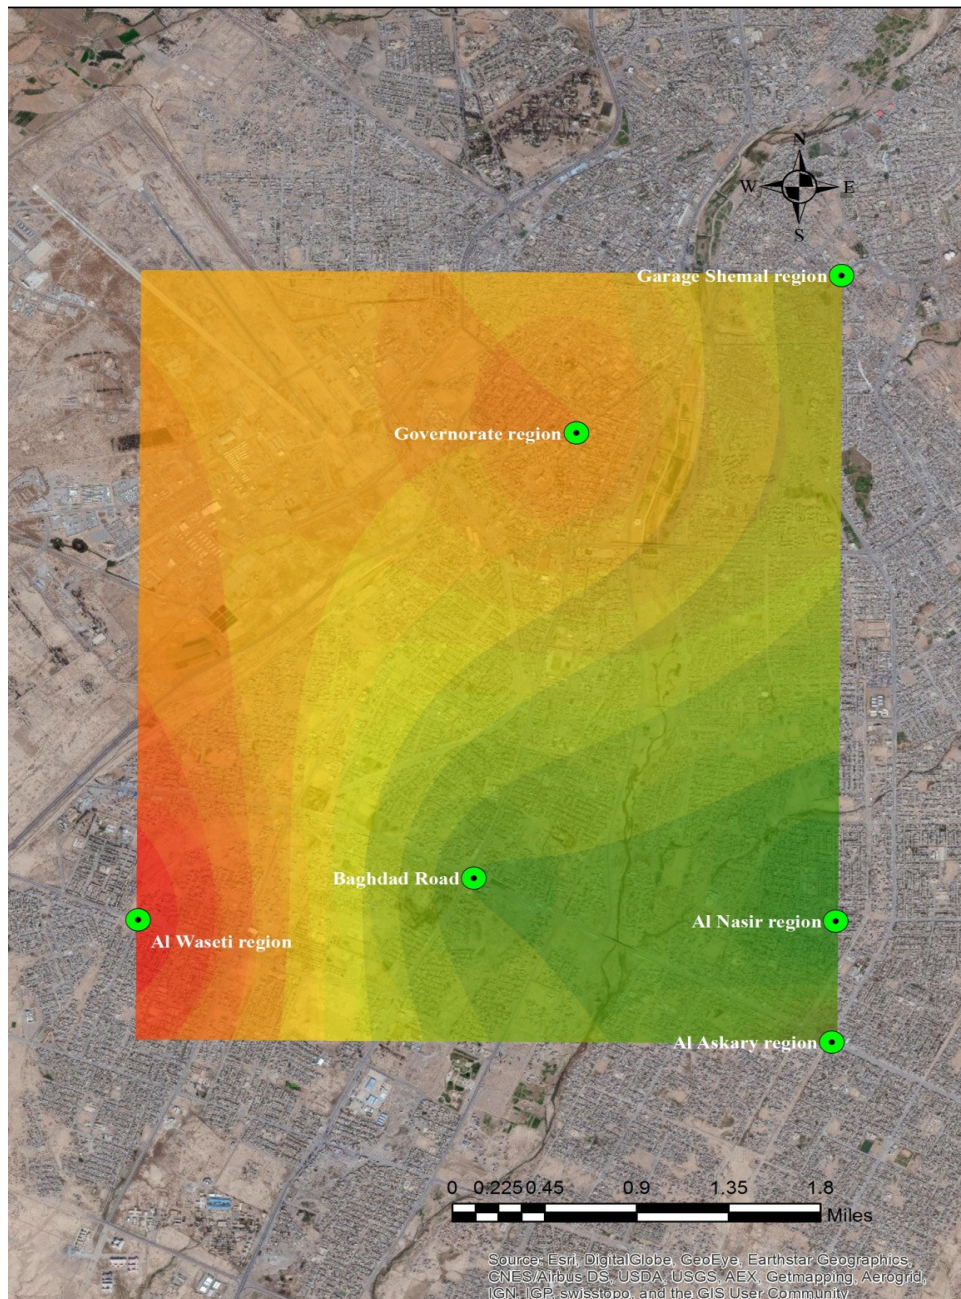 N
W E
S
Garage Shemal region
Governorate region
Baghdad Road
Al Nasir region
Al Waseti region
Al Askary region
0 0.225 0.45 0.9 1.35 1.8
Miles
Source: Esri, DigitalGlobe, GeoEye, Earthstar Geographics,
CNES/Airbus DS, USDA, USGS, AEX, Getmapping, Aerogrid,
IGN, IGP, swisstopo, and the GIS User Community